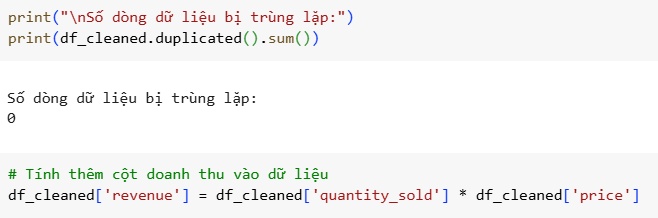 print("\nSố dòng dữ liệu bị trùng lặp:")
print(df_cleaned.duplicated().sum())
Số dòng dữ liệu bị trùng lặp:
0
# Tính thêm cột doanh thu vào dữ liệu
df_cleaned['revenue'] = df_cleaned['quantity_sold'] * df_cleaned['price']